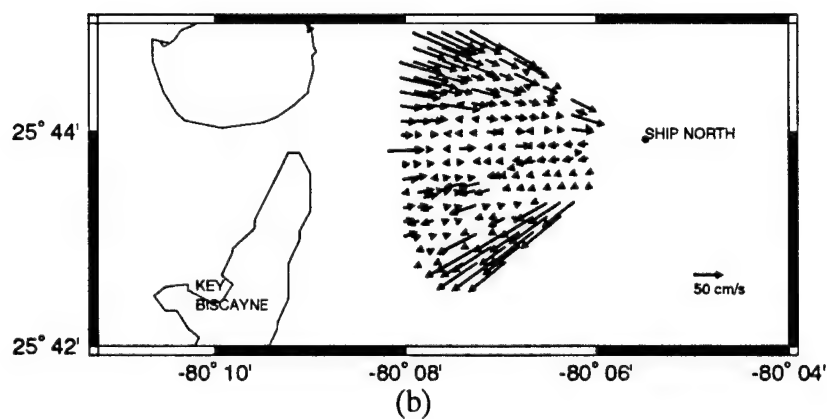 25° 44'
SHIP NORTH
KEY
BISCAYNE
50 cm/s
25° 42'
-80° 10' -80° 08' -80° 06' -80° 04'
(b)